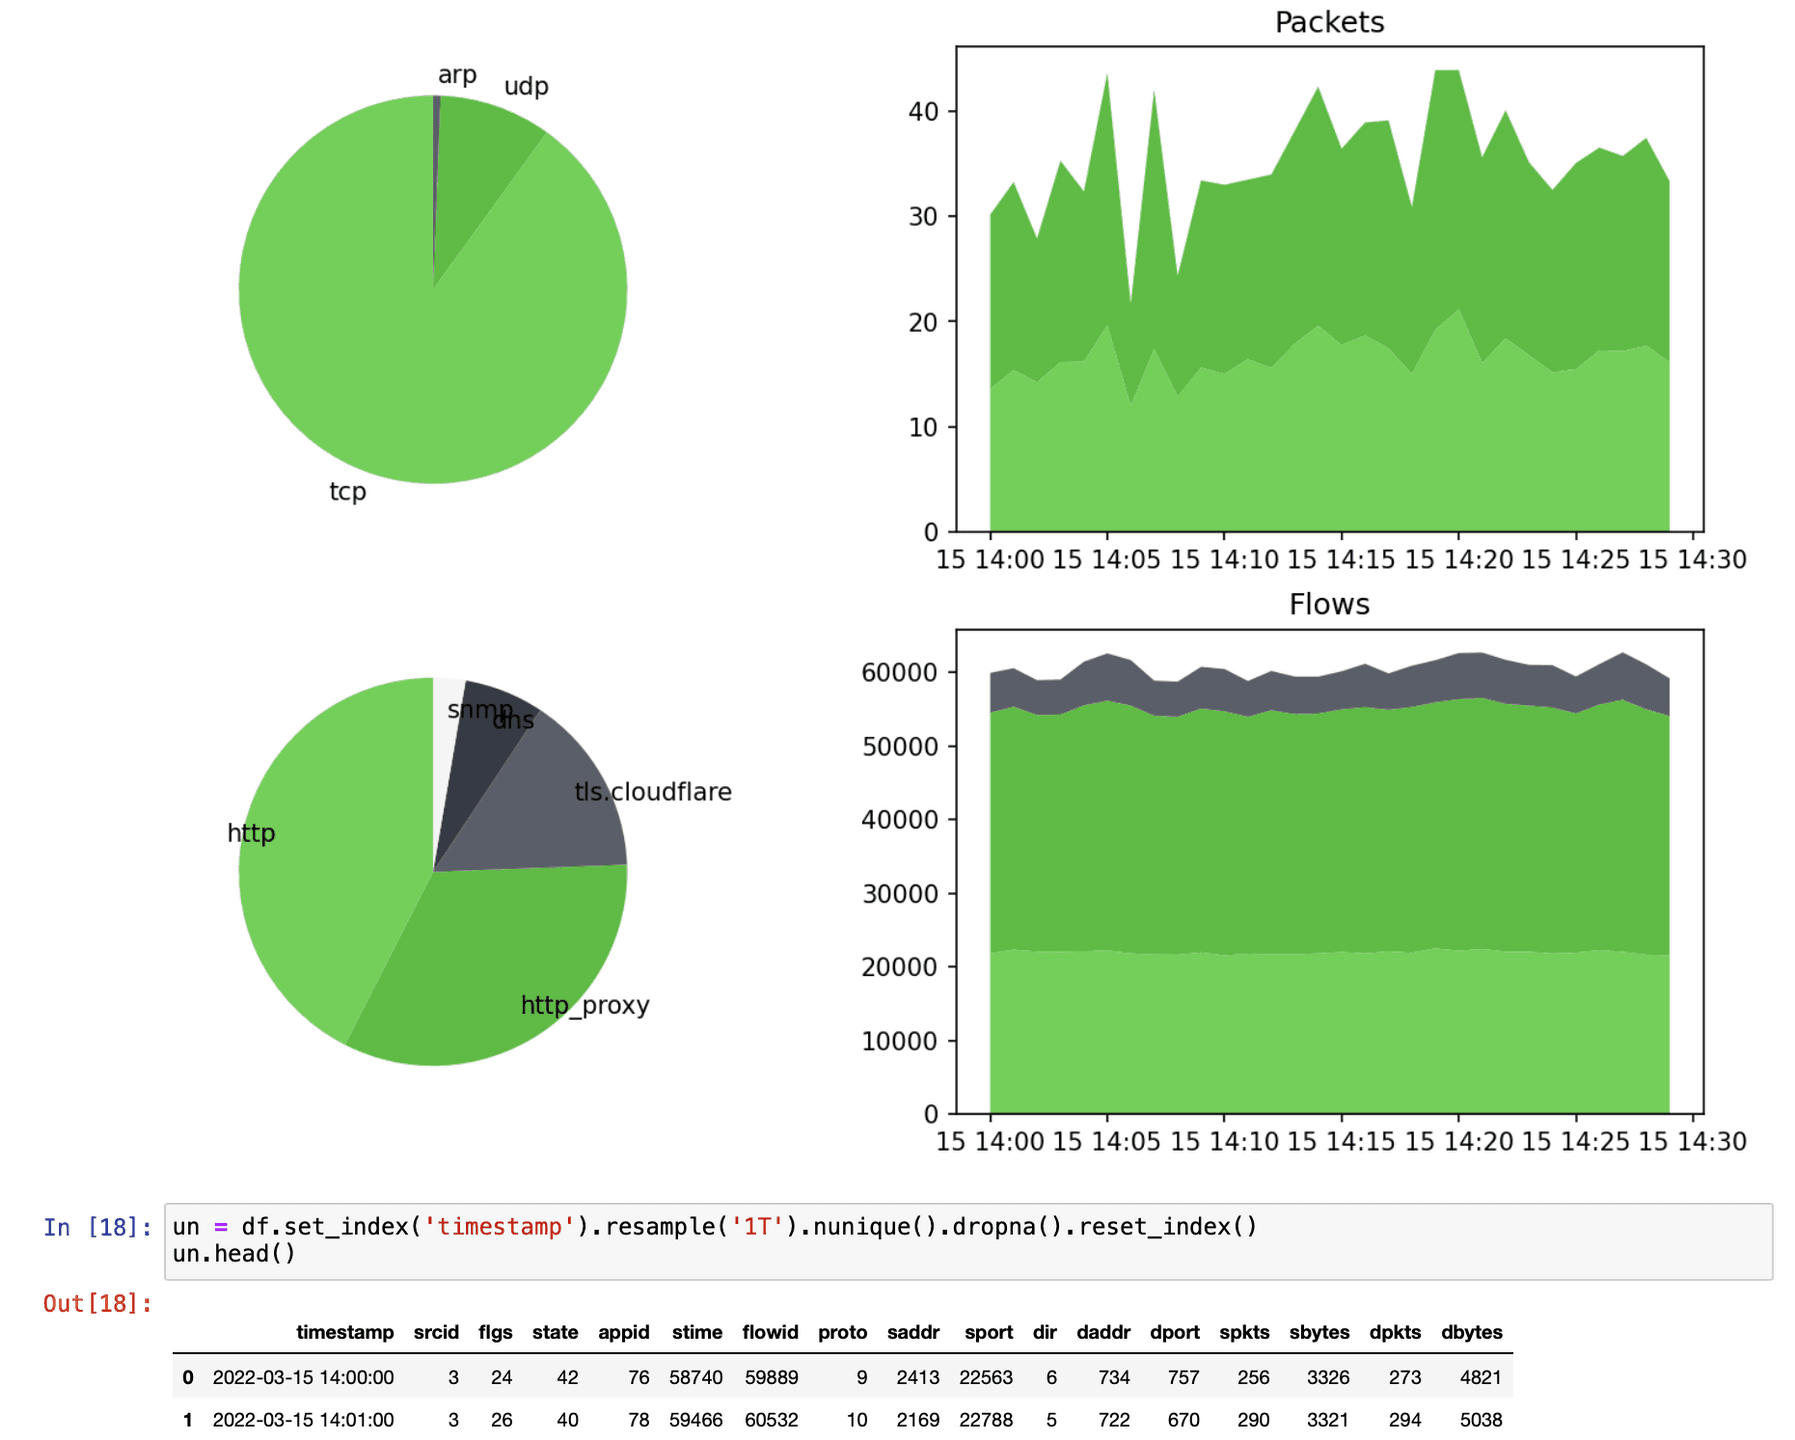 arp
udp
tcp
Packets
40
30
20
10
0
15 14:00 15 14:05 15 14:10 15 14:15 15 14:20 15 14:25 15 14:30
snmp
dns
tls.cloudflare
http
http_proxy
Flows
60000
50000
40000
30000
20000
10000
0
15 14:00 15 14:05 15 14:10 15 14:15 15 14:20 15 14:25 15 14:30
In [18]: un = df.set_index('timestamp').resample('1T').nunique().dropna().reset_index()
un.head()
Out[18]:
timestamp srcid flgs state appid stime flowid proto saddr sport dir daddr dport spkts sbytes dpkts dbytes
0 2022-03-15 14:00:00 3 24 42 76 58740 59889 9 2413 22563 6 734 757 256 3326 273 4821
1 2022-03-15 14:01:00 3 26 40 78 59466 60532 10 2169 22788 5 722 670 290 3321 294 5038